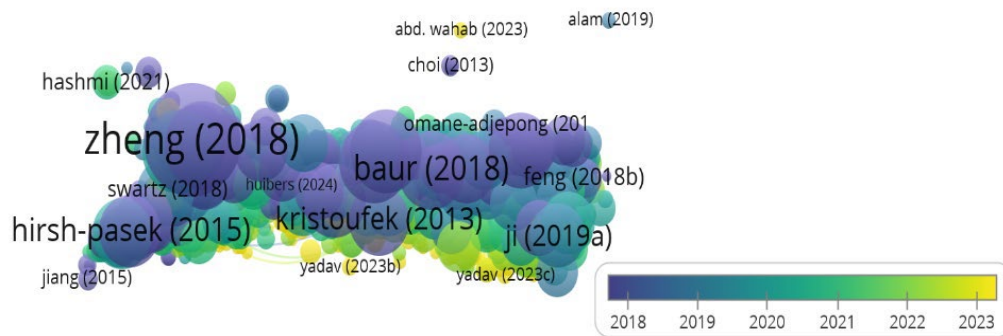 alam (2019)
abd. wahab (2023)
choi (2013)
hashmi (2021)
omane-adjepong (201
zheng (2018)
baur (2018)
feng (2018b)
swartz (2018)
hulbers (2024)
kristoufek (2013)
hirsh-pasek (2015)
ji (2019a)
jiang (2015)
yadav (2023b)
yadav (2023c)
2018 2019 2020 2021 2022 2023